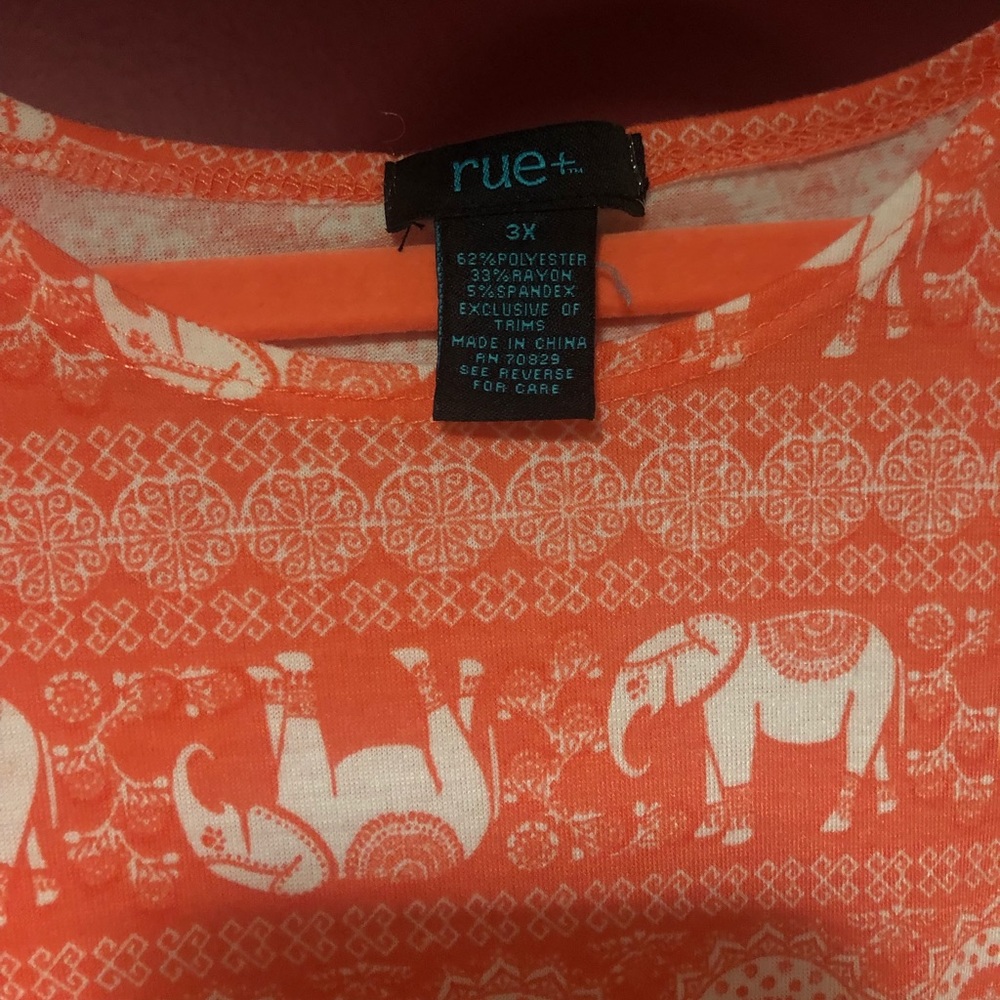 rue+™
3X
62%POLYESTER
33%RAYON
5%SPANDEX
EXCLUSIVE OF
TRIMS
MADE IN CHINA
RN 70829
SEE REVERSE
FOR CARE